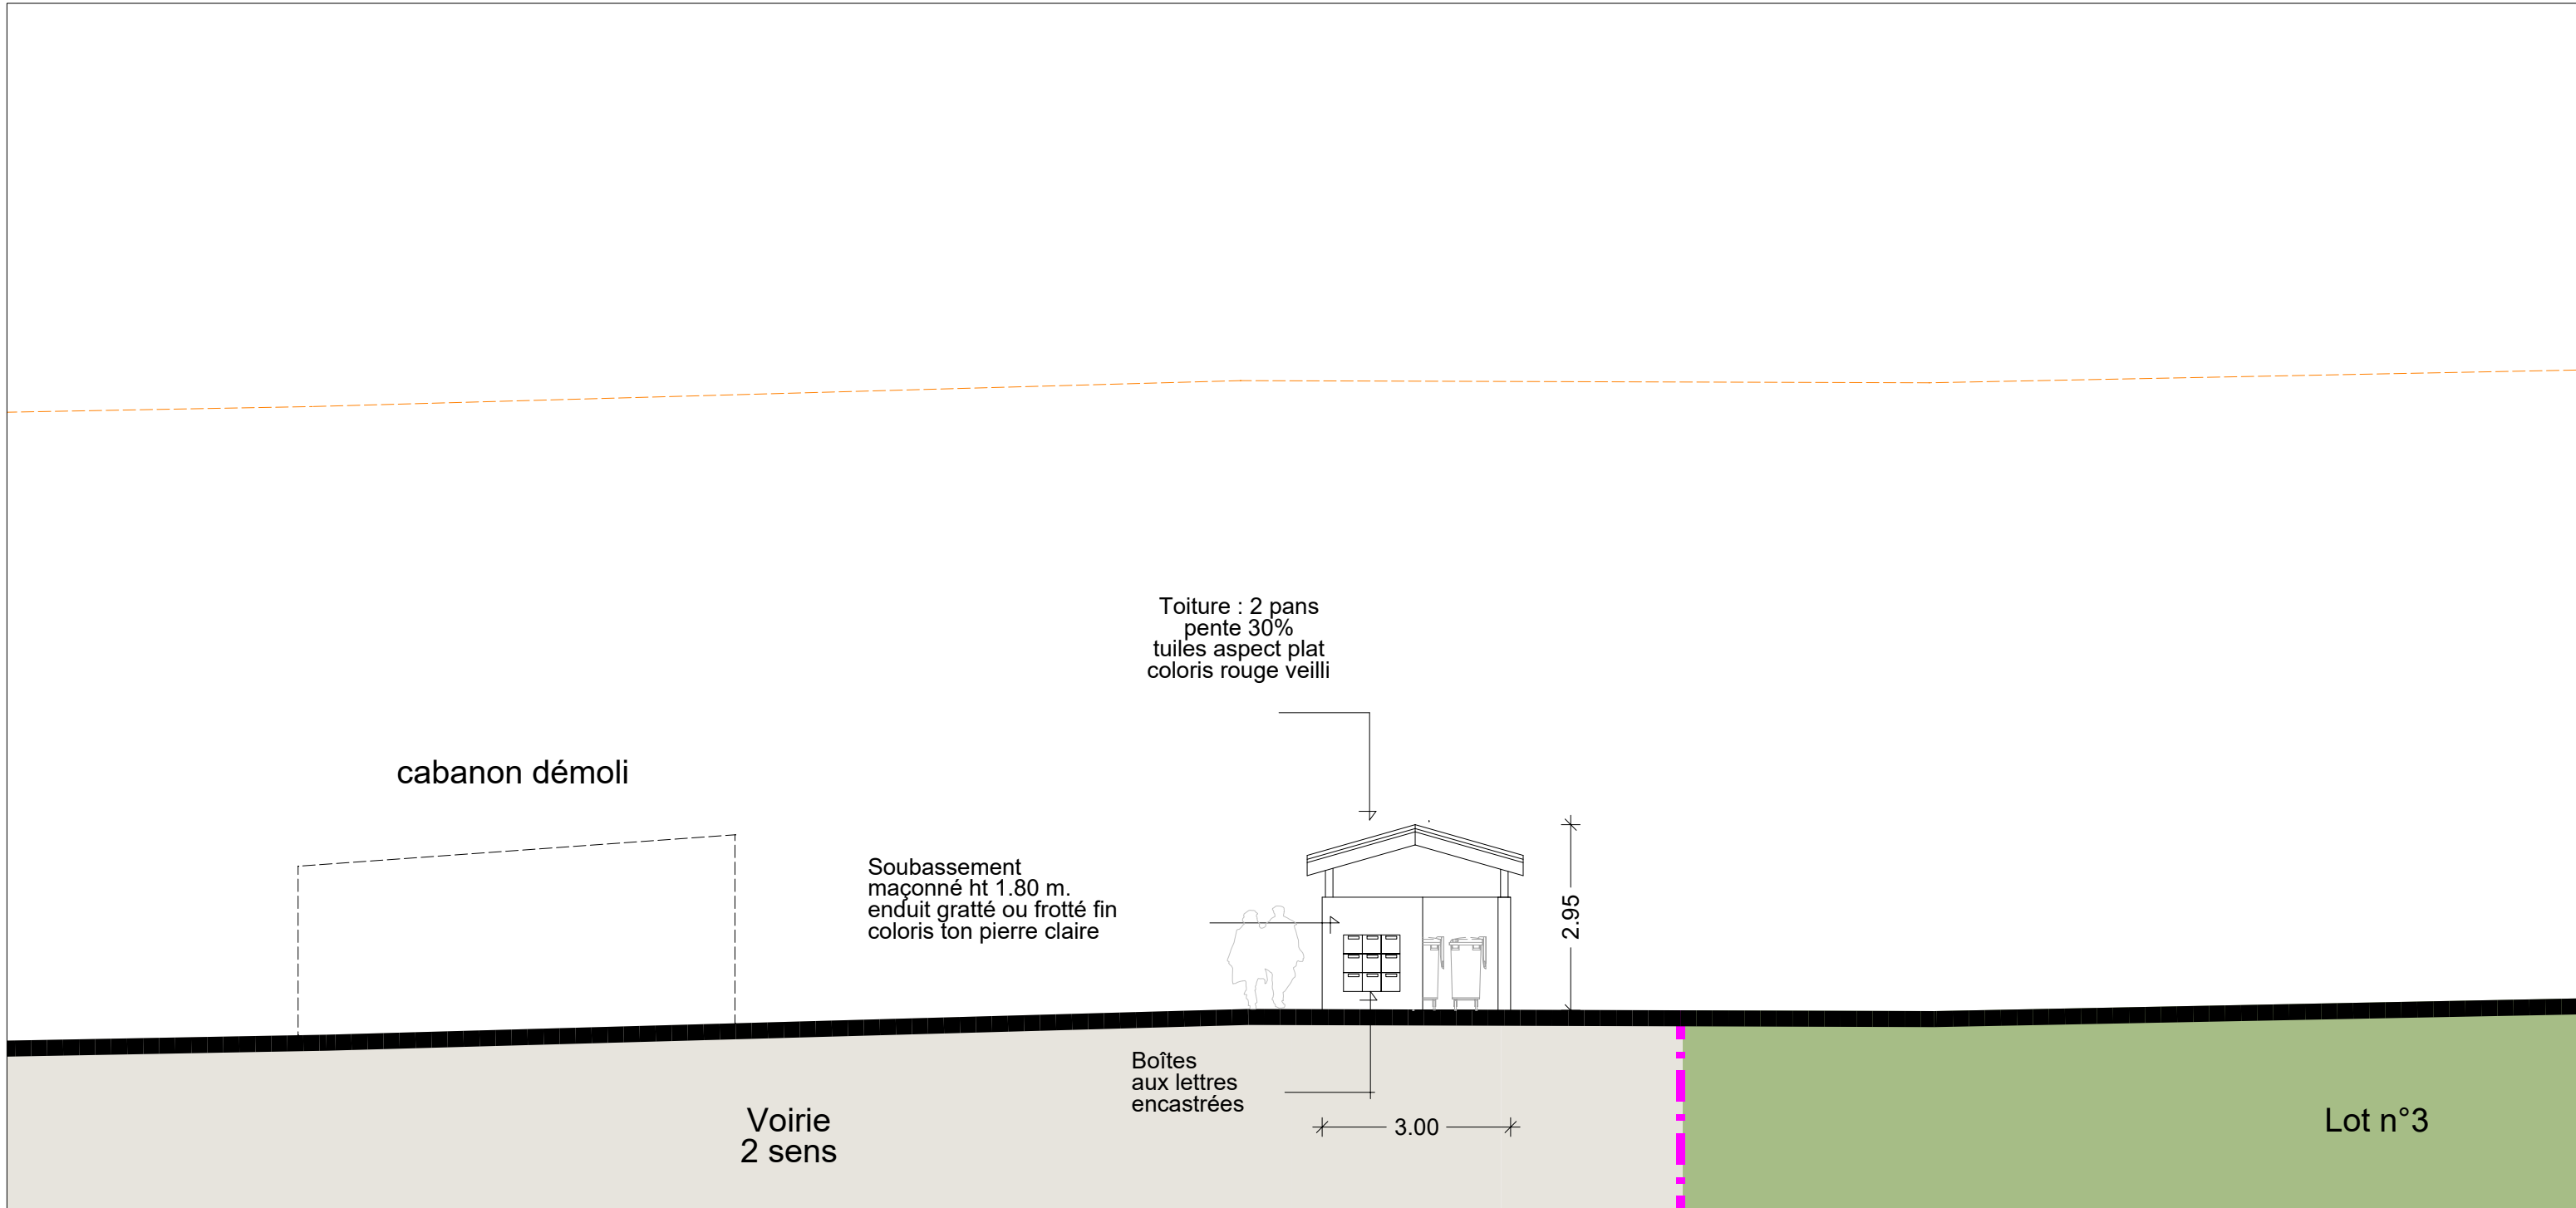 Toiture : 2 pans
pente 30%
tuiles aspect plat
coloris rouge veilli
cabanon démoli
Soubassement
maçonné ht 1.80 m.
enduit gratté ou frotté fin
coloris ton pierre claire
2.95
Boîtes
aux lettres
encastrées
3.00
Voirie
2 sens
Lot n°3